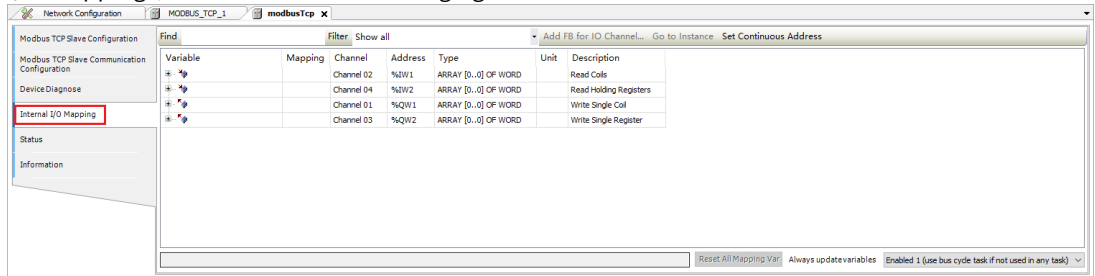 Network Configuration MODBUS_TCP_1 modbusTcp x
Modbus TCP Slave Configuration
Modbus TCP Slave Communication
Configuration
Device Diagnose
Internal I/O Mapping
Status
Information
Find Filter Show all Add FB for IO Channel... Go to Instance Set Continuous Address
Variable Mapping Channel Address Type Unit Description
Channel 02 %IW1 ARRAY [0..0] OF WORD Read Coils
Channel 04 %IW2 ARRAY [0..0] OF WORD Read Holding Registers
Channel 01 %QW1 ARRAY [0..0] OF WORD Write Single Coil
Channel 03 %QW2 ARRAY [0..0] OF WORD Write Single Register
Reset All Mapping Var Always update variables Enabled 1 (use bus cycle task if not used in any task)